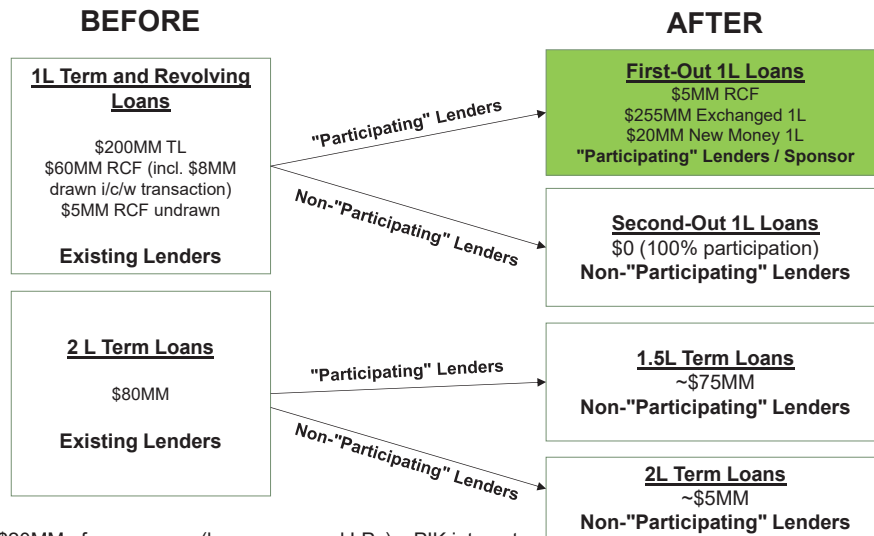 BEFORE
1L Term and Revolving
Loans
$200MM TL
$60MM RCF (incl. $8MM
drawn i/c/w transaction)
$5MM RCF undrawn
Existing Lenders
2 L Term Loans
$80MM
Existing Lenders
"Participating" Lenders
Non-"Participating" Lenders
"Participating" Lenders
Non-"Participating" Lenders
AFTER
First-Out 1L Loans
$5MM RCF
$255MM Exchanged 1L
$20MM New Money 1L
"Participating" Lenders / Sponsor
Second-Out 1L Loans
$0 (100% participation)
Non-"Participating" Lenders
1.5L Term Loans
~$75MM
Non-"Participating" Lenders
2L Term Loans
~$5MM
Non-"Participating" Lenders